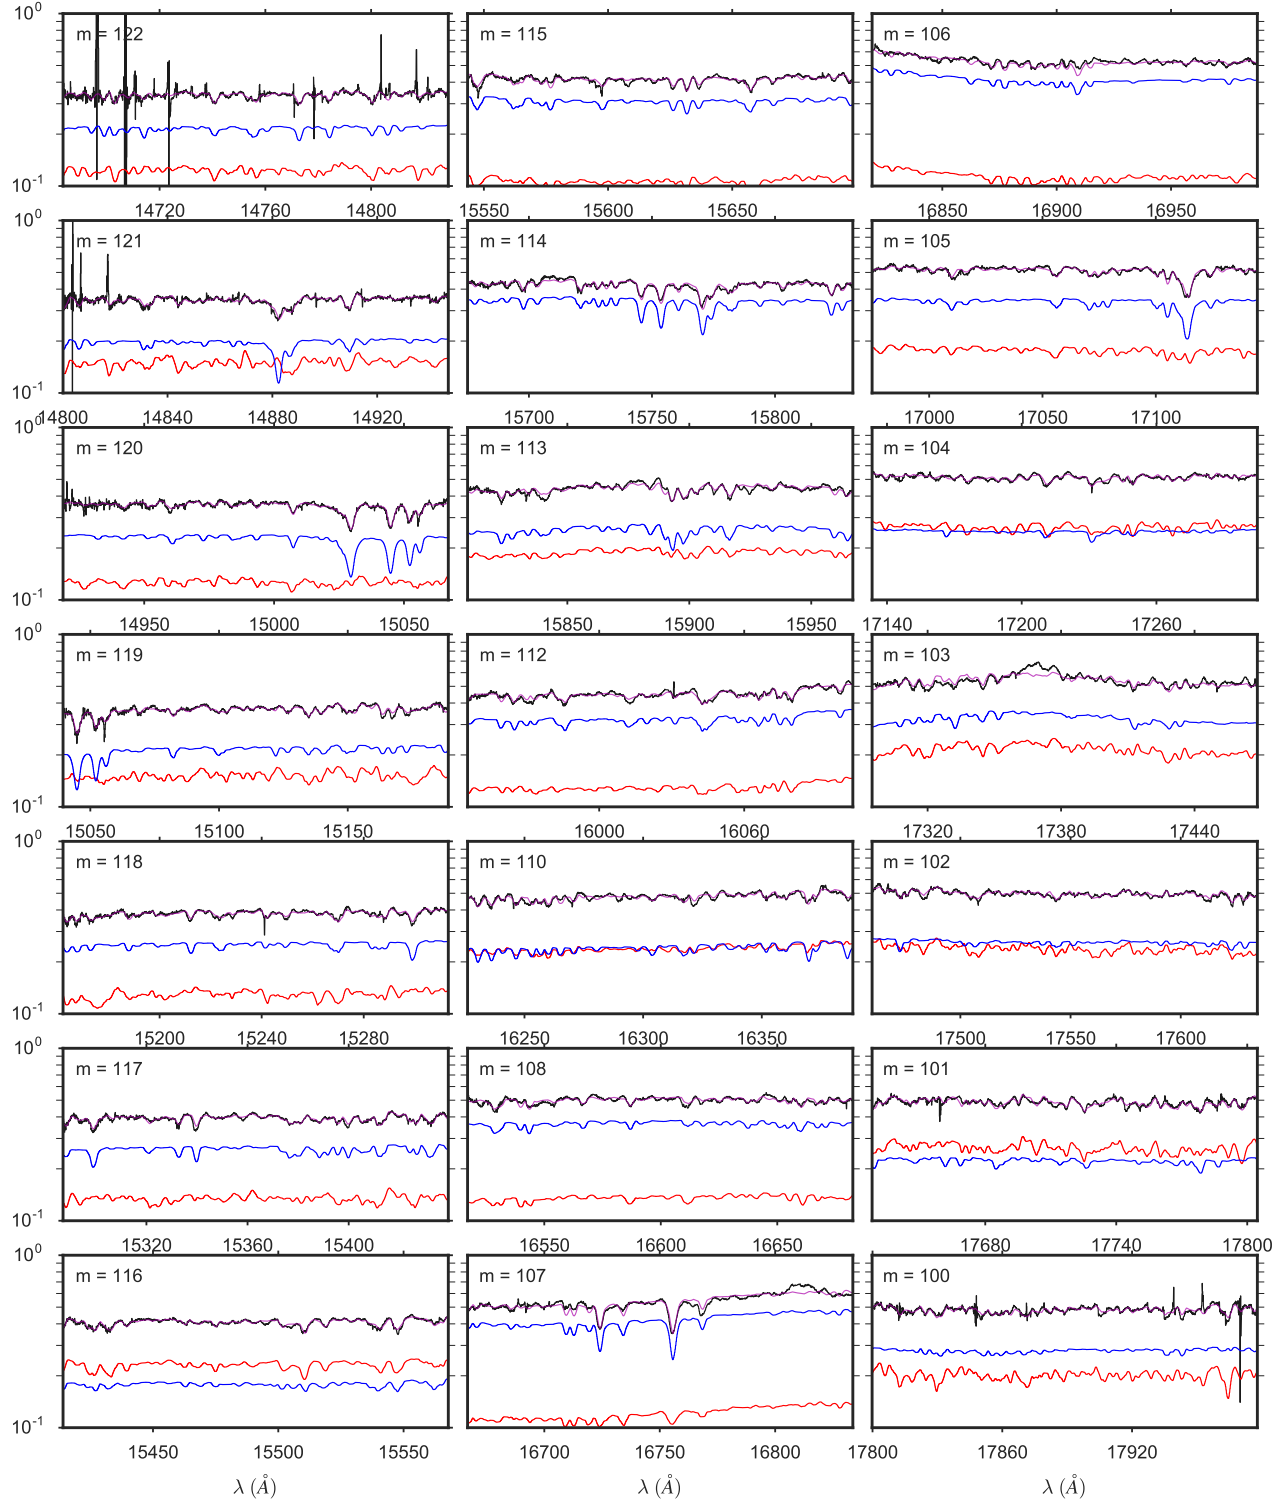 10⁰ m = 122 m = 115 m = 106
10⁻¹
14720 14760 14800 15550 15600 15650 16850 16900 16950
10⁰ m = 121 m = 114 m = 105
10⁻¹
14800 14840 14880 14920 15700 15750 15800 17000 17050 17100
10⁰ m = 120 m = 113 m = 104
10⁻¹
14950 15000 15050 15850 15900 15950 17140 17200 17260
10⁰ m = 119 m = 112 m = 103
10⁻¹
15050 15100 15150 16000 16060 17320 17380 17440
10⁰ m = 118 m = 110 m = 102
10⁻¹
15200 15240 15280 16250 16300 16350 17500 17550 17600
10⁰ m = 117 m = 108 m = 101
10⁻¹
15320 15360 15400 16550 16600 16650 17680 17740 17800
10⁰ m = 116 m = 107 m = 100
10⁻¹
15450 15500 15550 16700 16750 16800 17800 17860 17920
λ (Å) λ (Å) λ (Å)